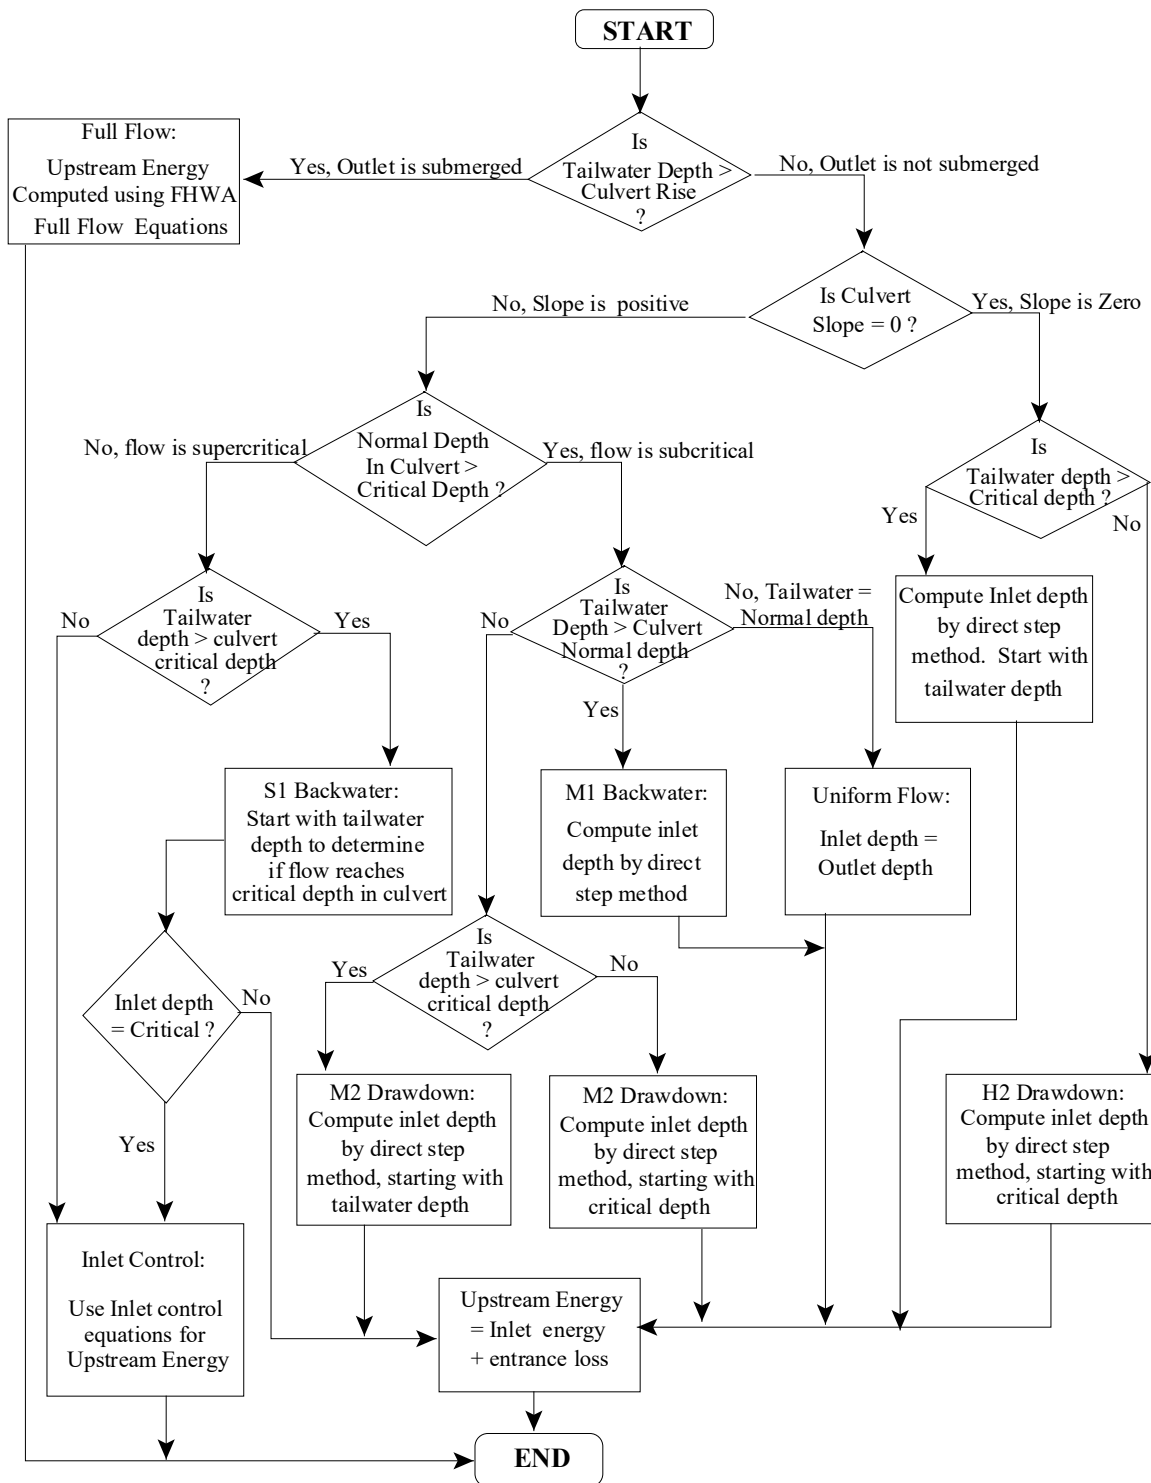 START
Is
Tailwater Depth >
Culvert Rise
?
Yes, Outlet is submerged
No, Outlet is not submerged
Full Flow:
Upstream Energy
Computed using FHWA
Full Flow Equations
Is Culvert
Slope = 0 ?
No, Slope is positive
Yes, Slope is Zero
Is
Normal Depth
In Culvert >
Critical Depth ?
No, flow is supercritical
Yes, flow is subcritical
Is
Tailwater depth >
Critical depth ?
Yes
No
Is
Tailwater
depth > culvert
critical depth
?
No
Yes
Is
Tailwater
Depth > Culvert
Normal depth
?
No
No, Tailwater =
Normal depth
Yes
Compute Inlet depth
by direct step
method. Start with
tailwater depth
S1 Backwater:
Start with tailwater
depth to determine
if flow reaches
critical depth in culvert
M1 Backwater:
Compute inlet
depth by direct
step method
Uniform Flow:
Inlet depth =
Outlet depth
Inlet depth
= Critical ?
No
Yes
Is
Tailwater
depth > culvert
critical depth
?
Yes
No
M2 Drawdown:
Compute inlet depth
by direct step
method, starting with
tailwater depth
M2 Drawdown:
Compute inlet depth
by direct step
method, starting with
critical depth
H2 Drawdown:
Compute inlet depth
by direct step
method, starting with
critical depth
Inlet Control:
Use Inlet control
equations for
Upstream Energy
Upstream Energy
= Inlet energy
+ entrance loss
END